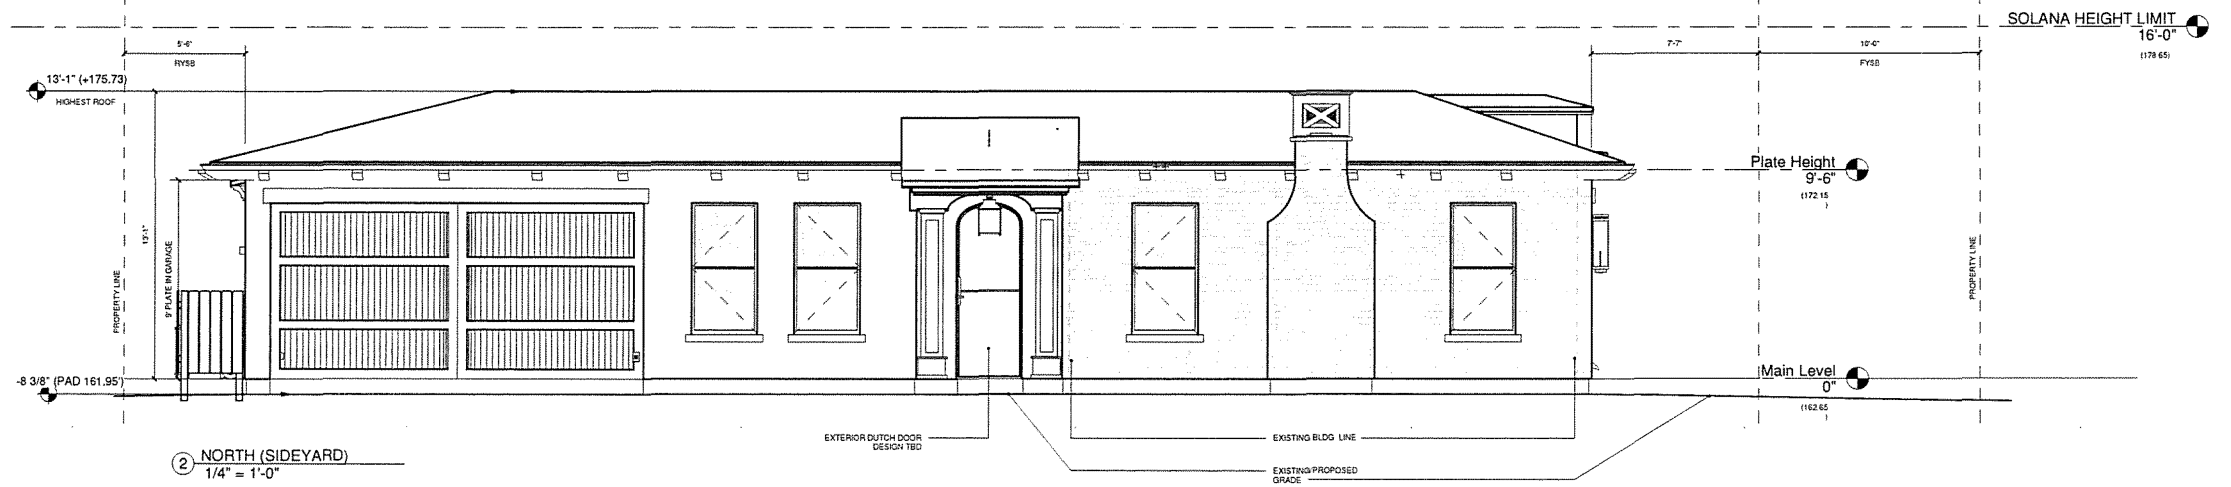 SOLANA HEIGHT LIMIT
16'-0"
(178.65)
5'-6"
RYSB
7'-7"
10'-0"
FYSB
13'-1" (+175.73)
HIGHEST ROOF
Plate Height
9'-6"
(172.15
)
13'-1"
9' PLATE IN GARAGE
PROPERTY LINE
PROPERTY LINE
-8 3/8" (PAD 161.95')
Main Level
0"
(162.65
)
EXTERIOR DUTCH DOOR
DESIGN TBD
EXISTING BLDG LINE
EXISTING/PROPOSED
GRADE
2
NORTH (SIDEYARD)
1/4" = 1'-0"